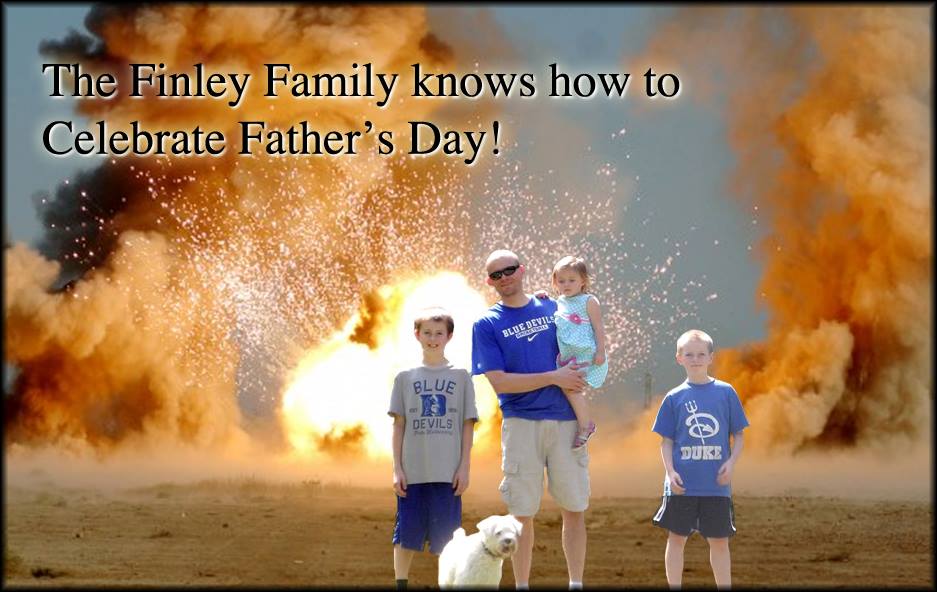 The Finley Family knows how to
Celebrate Father’s Day!
BLUE DEVILS
BLUE
DEVILS
DUKE